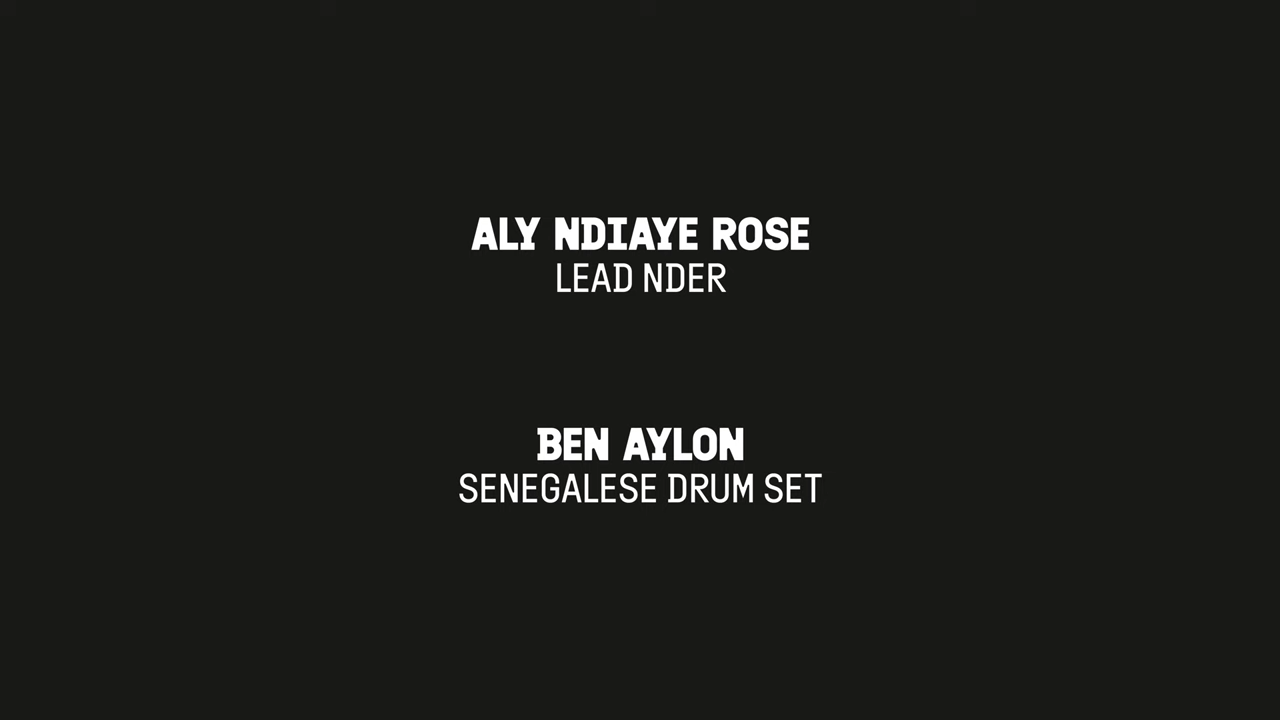 ALY NDIAYE ROSE
LEAD NDER
BEN AYLON
SENEGALESE DRUM SET